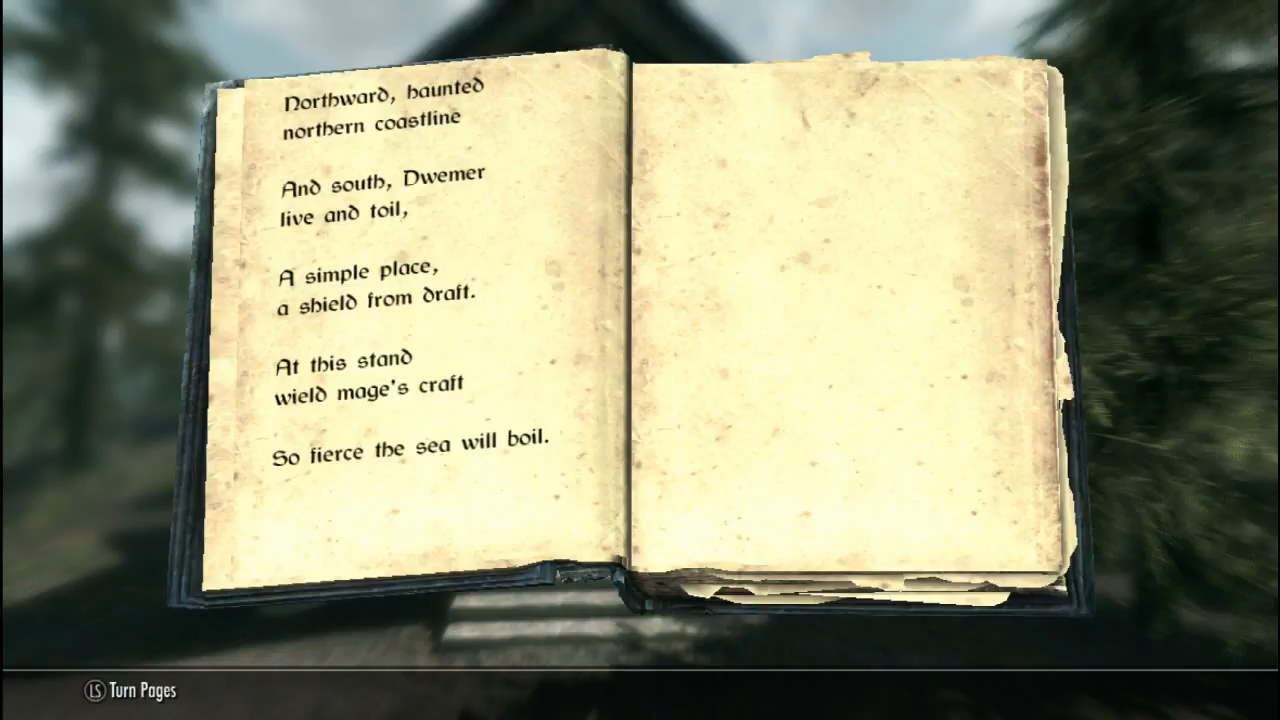 Northward, haunted
northern coastline
And south, Dwemer
live and toil,
A simple place,
a shield from draft.
At this stand
wield mage's craft
So fierce the sea will boil.
LS Turn Pages